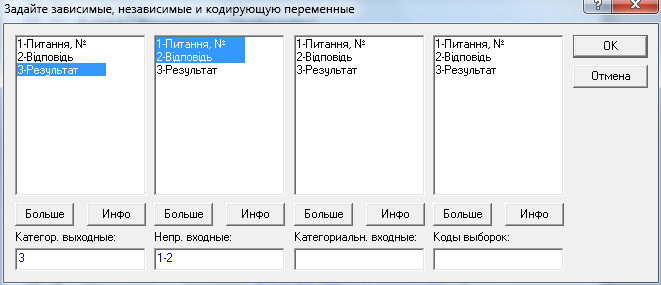 Задайте зависимые, независимые и кодирующую переменные
?
1-Питання, № 1-Питання, № 1-Питання, № 1-Питання, № ОК
2-Відповідь 2-Відповідь 2-Відповідь 2-Відповідь
3-Результат 3-Результат 3-Результат 3-Результат Отмена
Больше Инфо Больше Инфо Больше Инфо Больше Инфо
Категор. выходные: Непр. входные: Категориальн. входные: Коды выборок:
3 1-2